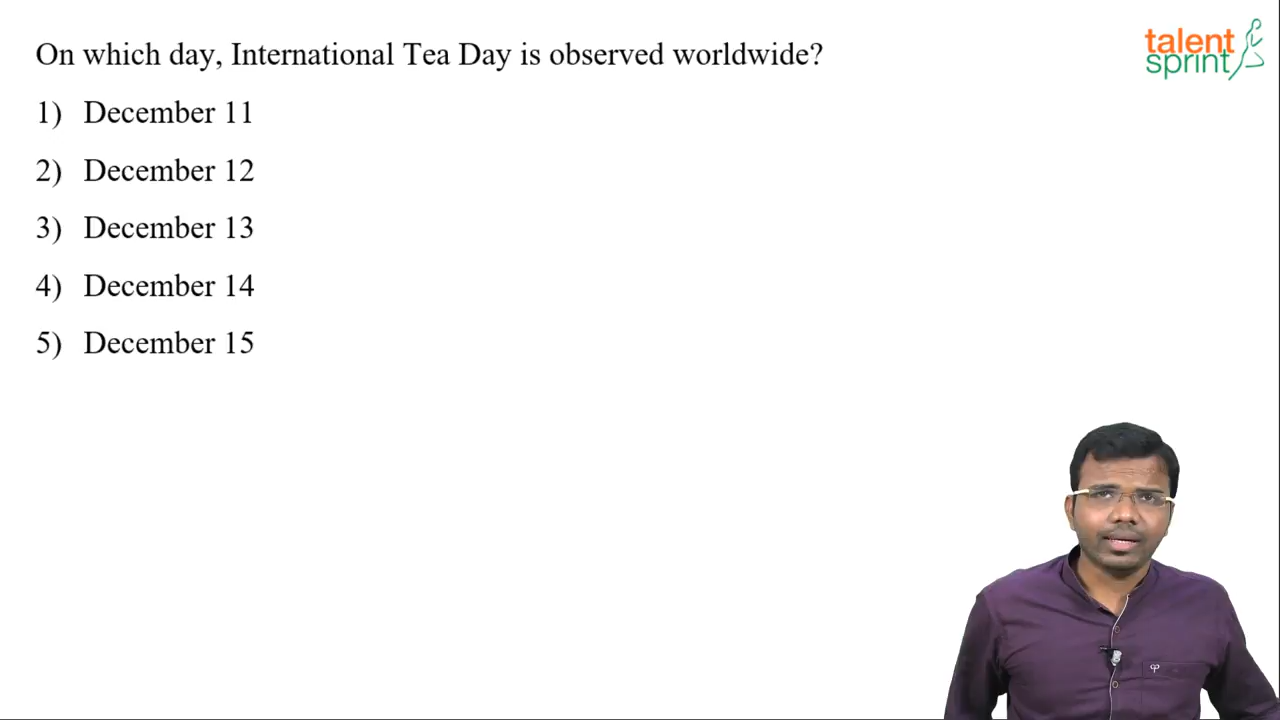 On which day, International Tea Day is observed worldwide?
talent
sprint
1) December 11
2) December 12
3) December 13
4) December 14
5) December 15